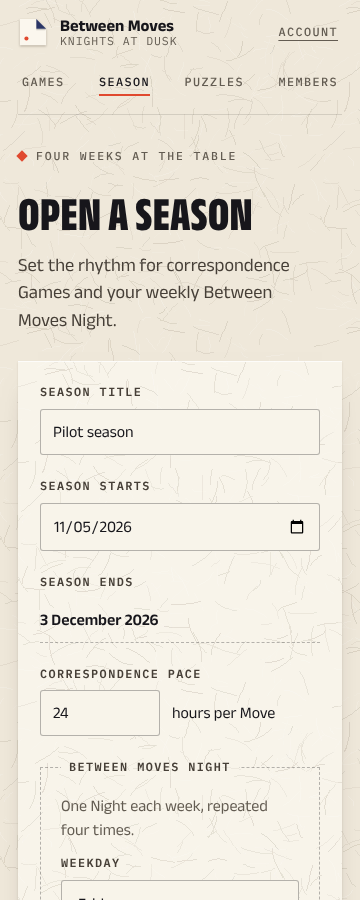 Between Moves
KNIGHTS AT DUSK
ACCOUNT
GAMES SEASON PUZZLES MEMBERS
FOUR WEEKS AT THE TABLE
OPEN A SEASON
Set the rhythm for correspondence
Games and your weekly Between
Moves Night.
SEASON TITLE
Pilot season
SEASON STARTS
11/05/2026
SEASON ENDS
3 December 2026
CORRESPONDENCE PACE
24 hours per Move
BETWEEN MOVES NIGHT
One Night each week, repeated
four times.
WEEKDAY